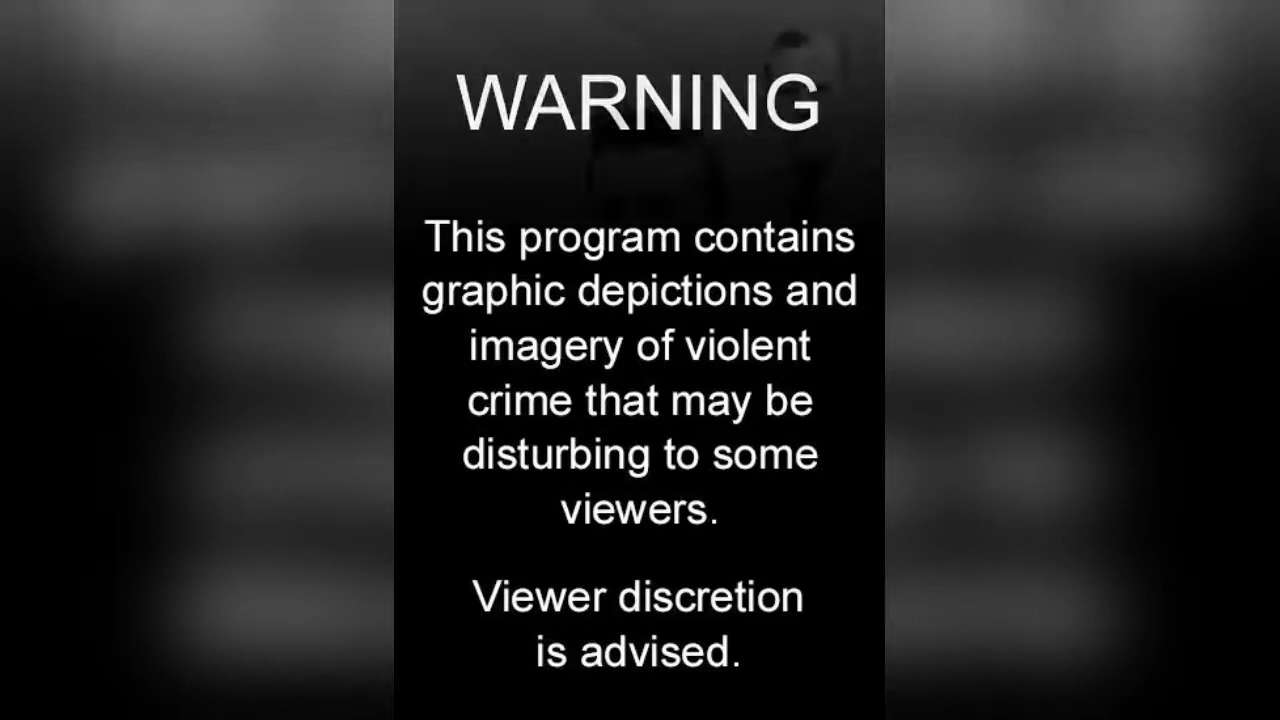 WARNING
This program contains
graphic depictions and
imagery of violent
crime that may be
disturbing to some
viewers.
Viewer discretion
is advised.